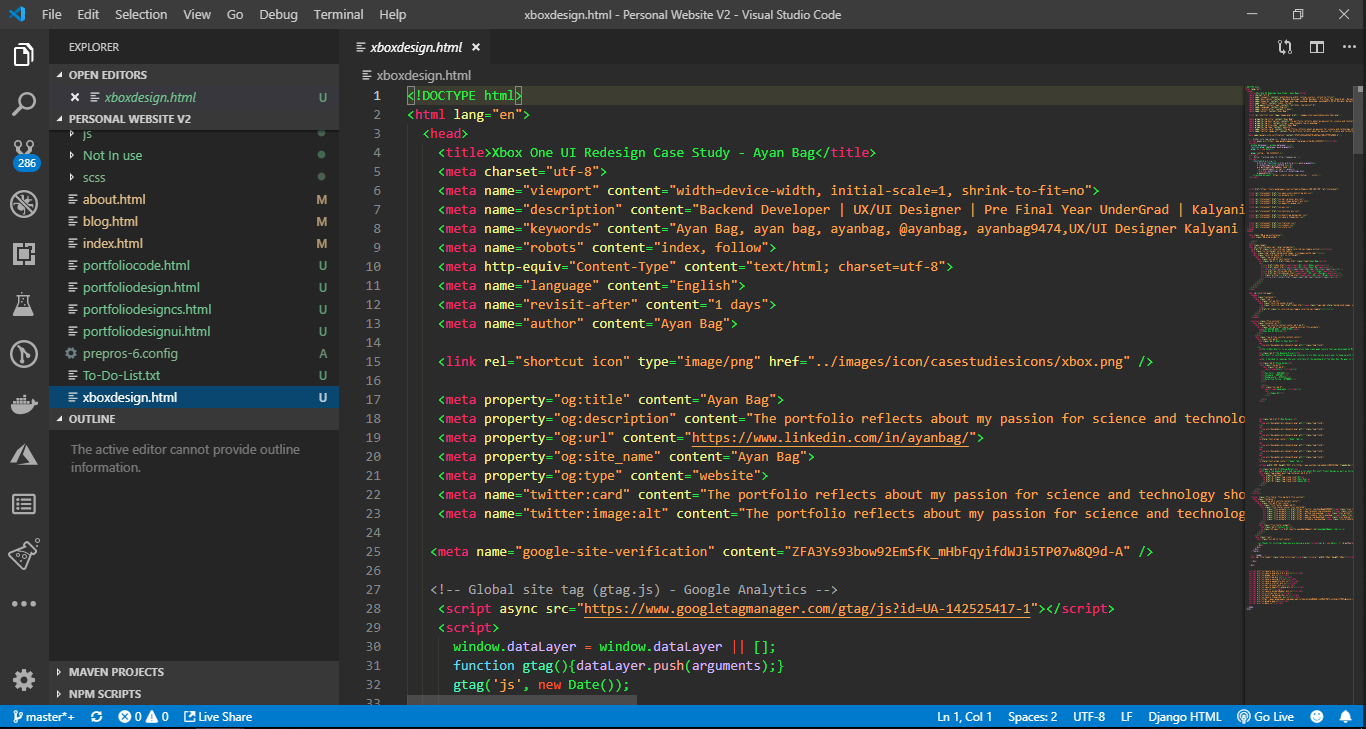 File Edit Selection View Go Debug Terminal Help xboxdesign.html - Personal Website V2 - Visual Studio Code
EXPLORER
OPEN EDITORS
xboxdesign.html U
PERSONAL WEBSITE V2
js
Not In use
scss
about.html M
blog.html M
index.html M
portfoliocode.html U
portfoliodesign.html U
portfoliodesigncs.html U
portfoliodesignui.html U
prepros-6.config A
To-Do-List.txt U
xboxdesign.html U
OUTLINE
The active editor cannot provide outline
information.
MAVEN PROJECTS
NPM SCRIPTS
286
xboxdesign.html
xboxdesign.html
1 <!DOCTYPE html>
2 <html lang="en">
3 <head>
4 <title>Xbox One UI Redesign Case Study - Ayan Bag</title>
5 <meta charset="utf-8">
6 <meta name="viewport" content="width=device-width, initial-scale=1, shrink-to-fit=no">
7 <meta name="description" content="Backend Developer | UX/UI Designer | Pre Final Year UnderGrad | Kalyani
8 <meta name="keywords" content="Ayan Bag, ayan bag, ayanbag, @ayanbag, ayanbag9474,UX/UI Designer Kalyani
9 <meta name="robots" content="index, follow">
10 <meta http-equiv="Content-Type" content="text/html; charset=utf-8">
11 <meta name="language" content="English">
12 <meta name="revisit-after" content="1 days">
13 <meta name="author" content="Ayan Bag">
14
15 <link rel="shortcut icon" type="image/png" href="../images/icon/casestudiesicons/xbox.png" />
16
17 <meta property="og:title" content="Ayan Bag">
18 <meta property="og:description" content="The portfolio reflects about my passion for science and technolo
19 <meta property="og:url" content="https://www.linkedin.com/in/ayanbag/">
20 <meta property="og:site_name" content="Ayan Bag">
21 <meta property="og:type" content="website">
22 <meta name="twitter:card" content="The portfolio reflects about my passion for science and technology sho
23 <meta name="twitter:image:alt" content="The portfolio reflects about my passion for science and technolog
24
25 <meta name="google-site-verification" content="ZFA3Ys93bow92EmSfK_mHbFqyifdWJi5TP07w8Q9d-A" />
26
27 <!-- Global site tag (gtag.js) - Google Analytics -->
28 <script async src="https://www.googletagmanager.com/gtag/js?id=UA-142525417-1"></script>
29 <script>
30 window.dataLayer = window.dataLayer || [];
31 function gtag(){dataLayer.push(arguments);}
32 gtag('js', new Date());
33
master*+ 0 0 Live Share Ln 1, Col 1 Spaces: 2 UTF-8 LF Django HTML Go Live